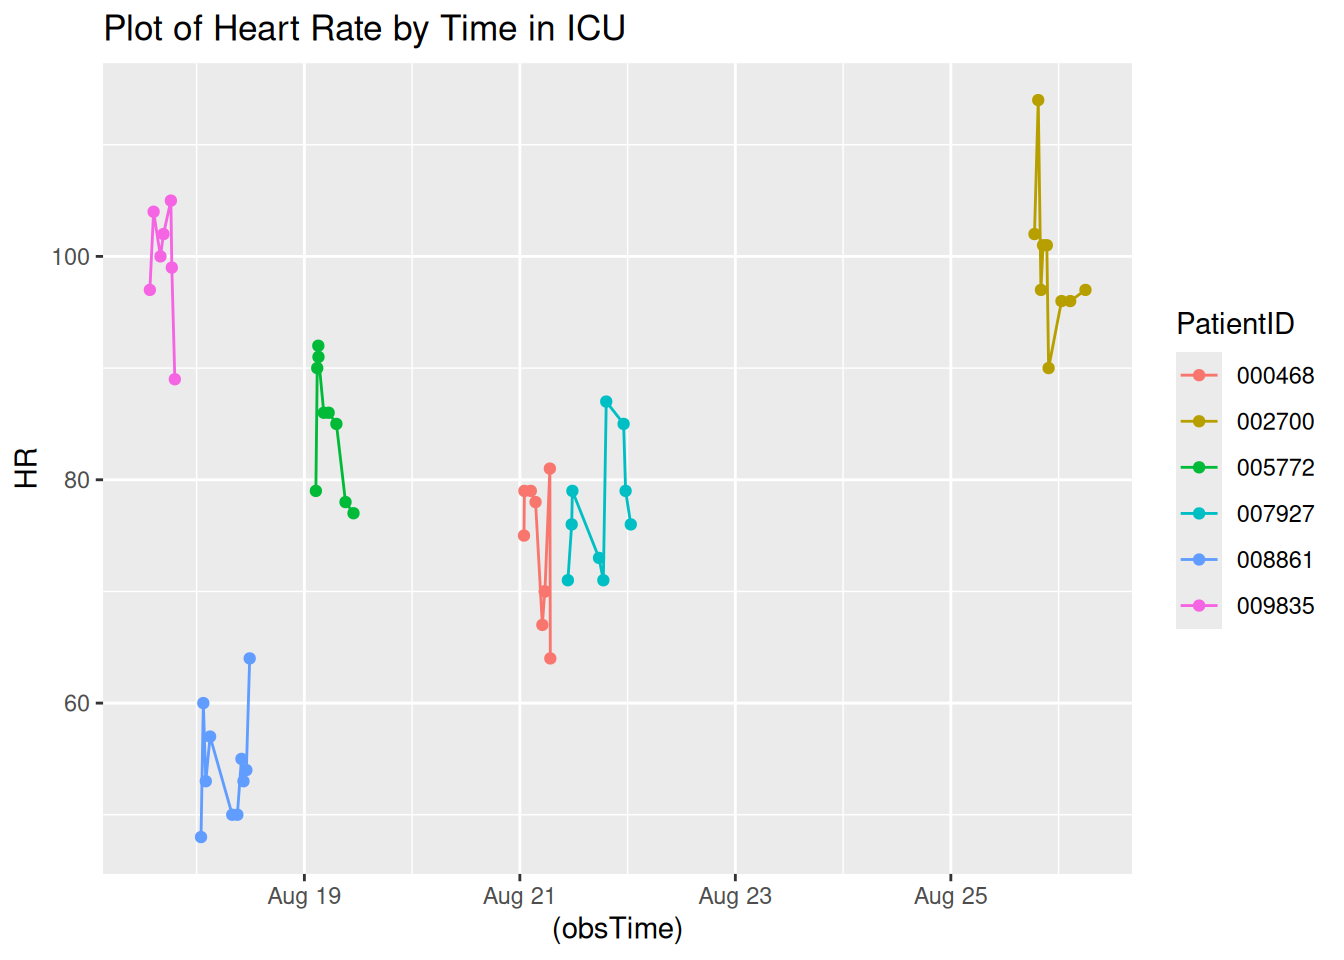 Plot of Heart Rate by Time in ICU
HR
100
80
60
Aug 19
Aug 21
Aug 23
Aug 25
(obsTime)
PatientID
000468
002700
005772
007927
008861
009835